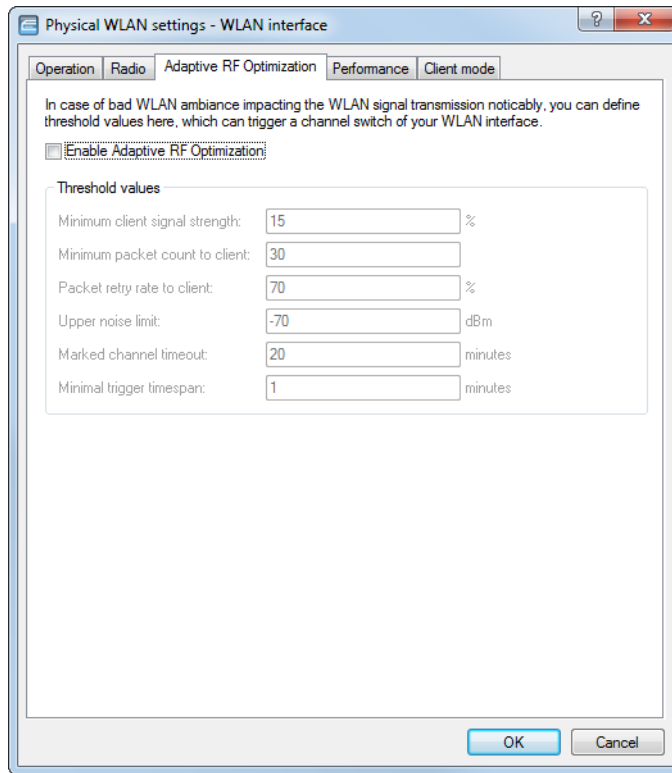 Physical WLAN settings - WLAN interface
?
Operation Radio Adaptive RF Optimization Performance Client mode
In case of bad WLAN ambiance impacting the WLAN signal transmission noticably, you can define
threshold values here, which can trigger a channel switch of your WLAN interface.
Enable Adaptive RF Optimization
Threshold values
Minimum client signal strength: 15 %
Minimum packet count to client: 30
Packet retry rate to client: 70 %
Upper noise limit: -70 dBm
Marked channel timeout: 20 minutes
Minimal trigger timespan: 1 minutes
OK Cancel